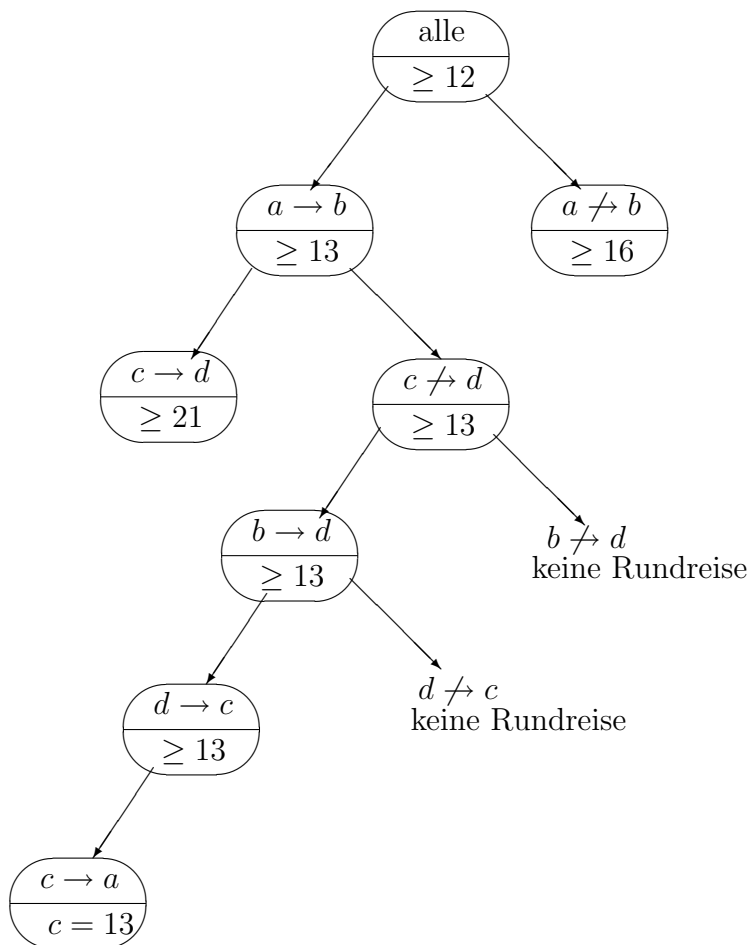 alle
≥ 12
a → b
≥ 13
a ↛ b
≥ 16
c → d
≥ 21
c ↛ d
≥ 13
b → d
≥ 13
b ↛ d
keine Rundreise
d → c
≥ 13
d ↛ c
keine Rundreise
c → a
c = 13